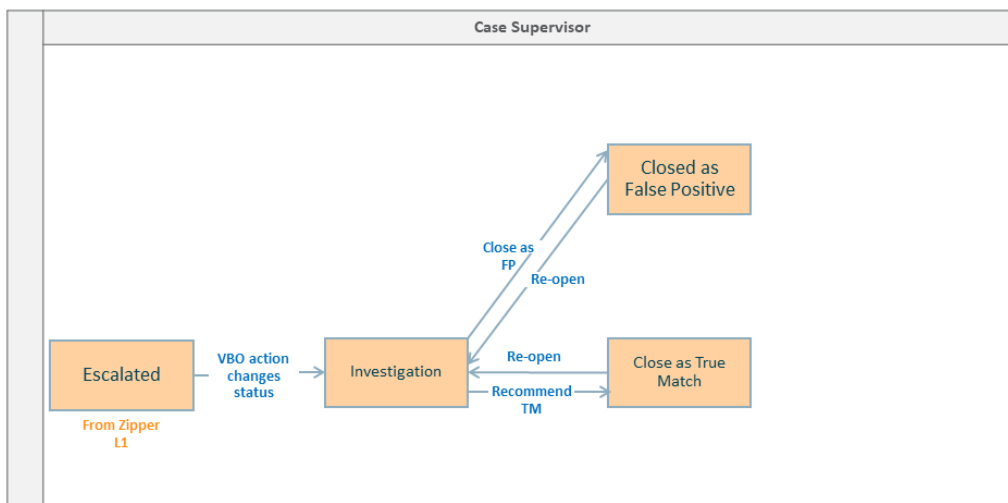 Case Supervisor
Closed as
False Positive
Close as
FP
Re-open
Escalated
From Zipper
L1
VBO action
changes
status
Investigation
Re-open
Recommend
TM
Close as True
Match